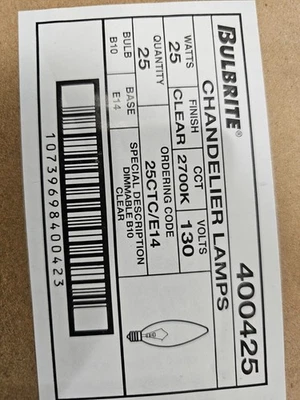 BULBRITE® 400425
CHANDELIER LAMPS
WATTS FINISH CCT VOLTS
25 CLEAR 2700K 130
QUANTITY ORDERING CODE
25 25CTC/E14
BULB BASE SPECIAL DESCRIPTION
B10 E14 DIMMABLE B10
CLEAR
10739698400423